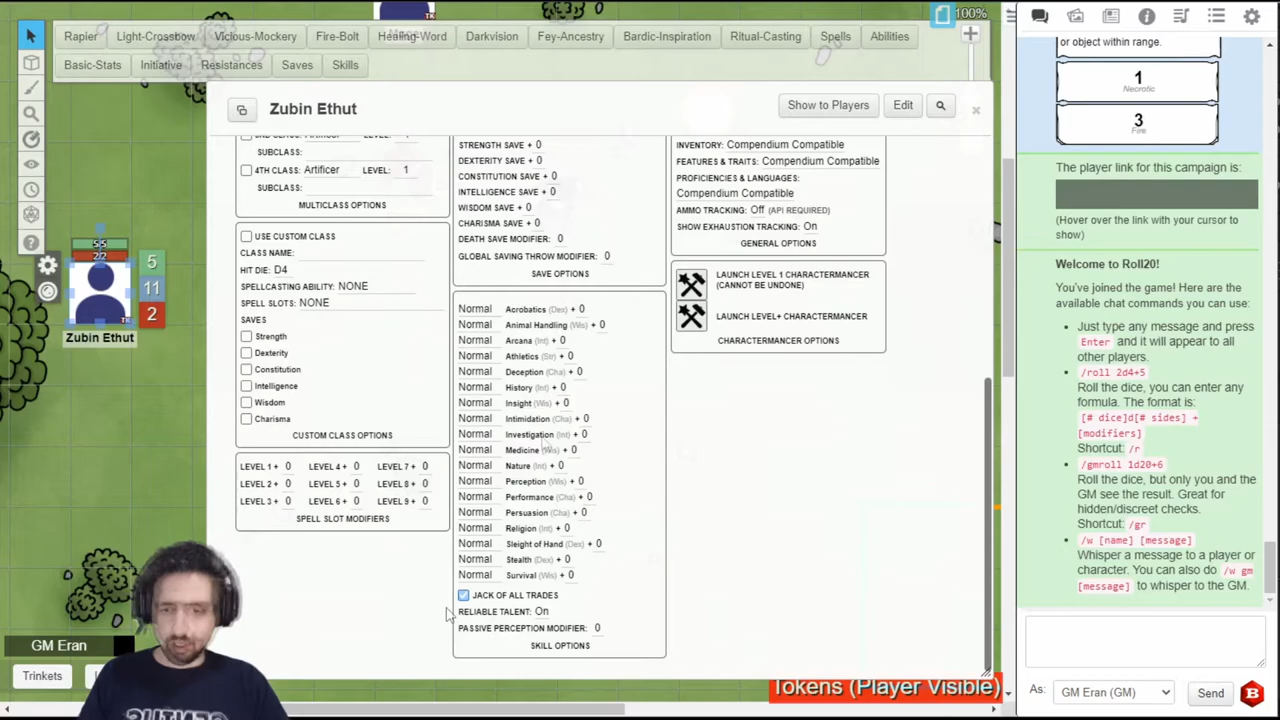 100%
Rapier Light-Crossbow Vicious-Mockery Fire-Bolt Healing-Word Darkvision Fey-Ancestry Bardic-Inspiration Ritual-Casting Spells Abilities
Basic-Stats Initiative Resistances Saves Skills
Zubin Ethut
Show to Players Edit
SUBCLASS:
4TH CLASS: Artificer LEVEL: 1
SUBCLASS:
MULTICLASS OPTIONS
USE CUSTOM CLASS
CLASS NAME:
HIT DIE: D4
SPELLCASTING ABILITY: NONE
SPELL SLOTS: NONE
SAVES
Strength
Dexterity
Constitution
Intelligence
Wisdom
Charisma
CUSTOM CLASS OPTIONS
LEVEL 1 + 0 LEVEL 4 + 0 LEVEL 7 + 0
LEVEL 2 + 0 LEVEL 5 + 0 LEVEL 8 + 0
LEVEL 3 + 0 LEVEL 6 + 0 LEVEL 9 + 0
SPELL SLOT MODIFIERS
STRENGTH SAVE + 0
DEXTERITY SAVE + 0
CONSTITUTION SAVE + 0
INTELLIGENCE SAVE + 0
WISDOM SAVE + 0
CHARISMA SAVE + 0
DEATH SAVE MODIFIER: 0
GLOBAL SAVING THROW MODIFIER: 0
SAVE OPTIONS
Normal Acrobatics (Dex) + 0
Normal Animal Handling (Wis) + 0
Normal Arcana (Int) + 0
Normal Athletics (Str) + 0
Normal Deception (Cha) + 0
Normal History (Int) + 0
Normal Insight (Wis) + 0
Normal Intimidation (Cha) + 0
Normal Investigation (Int) + 0
Normal Medicine (Wis) + 0
Normal Nature (Int) + 0
Normal Perception (Wis) + 0
Normal Performance (Cha) + 0
Normal Persuasion (Cha) + 0
Normal Religion (Int) + 0
Normal Sleight of Hand (Dex) + 0
Normal Stealth (Dex) + 0
Normal Survival (Wis) + 0
JACK OF ALL TRADES
RELIABLE TALENT: On
PASSIVE PERCEPTION MODIFIER: 0
SKILL OPTIONS
INVENTORY: Compendium Compatible
FEATURES & TRAITS: Compendium Compatible
PROFICIENCIES & LANGUAGES:
Compendium Compatible
AMMO TRACKING: Off (API REQUIRED)
SHOW EXHAUSTION TRACKING: On
GENERAL OPTIONS
LAUNCH LEVEL 1 CHARACTERMANCER
(CANNOT BE UNDONE)
LAUNCH LEVEL+ CHARACTERMANCER
CHARACTERMANCER OPTIONS
5
11
2
Zubin Ethut
GM Eran
Trinkets
Tokens (Player Visible)
or object within range.
1
Necrotic
3
Fire
The player link for this campaign is:
(Hover over the link with your cursor to
show)
Welcome to Roll20!
You've joined the game! Here are the
available chat commands you can use:
Just type any message and press
Enter and it will appear to all
other players.
/roll 2d4+5
Roll the dice, you can enter any
formula. The format is:
[# dice]d[# sides] +
[modifiers]
Shortcut: /r
/gmroll 1d20+6
Roll the dice, but only you and
the GM see the result. Great for
hidden/discreet checks.
Shortcut: /gr
/w [name] [message]
Whisper a message to a player or
character. You can also do /w gm
[message] to whisper to the GM.
As: GM Eran (GM) Send